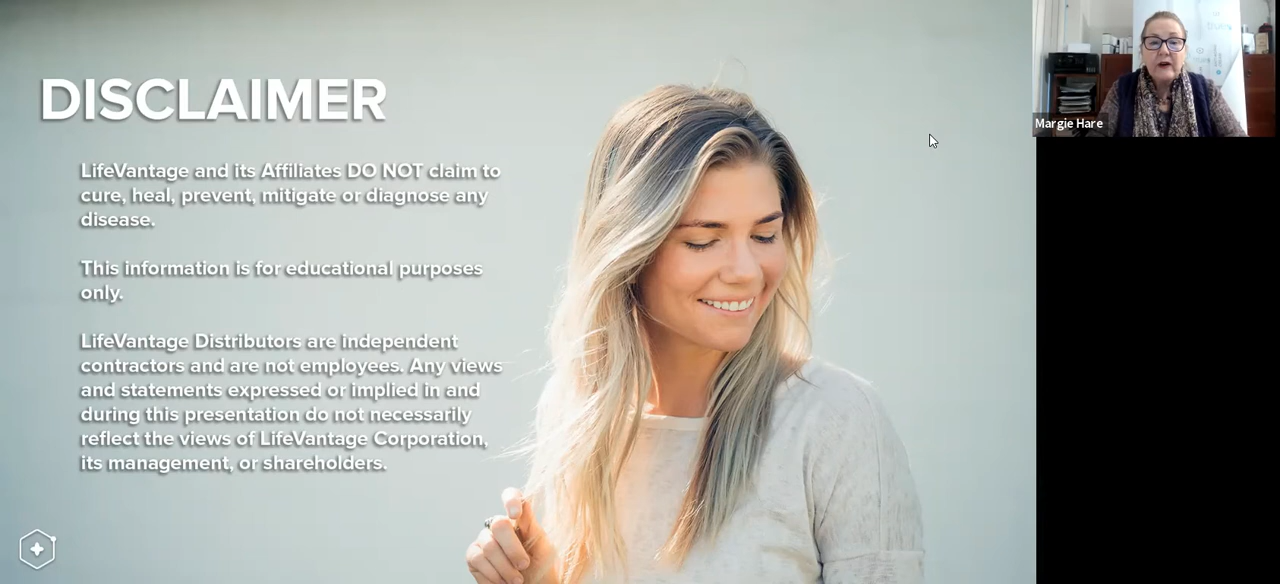 DISCLAIMER
LifeVantage and its Affiliates DO NOT claim to
cure, heal, prevent, mitigate or diagnose any
disease.
This information is for educational purposes
only.
LifeVantage Distributors are independent
contractors and are not employees. Any views
and statements expressed or implied in and
during this presentation do not necessarily
reflect the views of LifeVantage Corporation,
its management, or shareholders.
Margie Hare